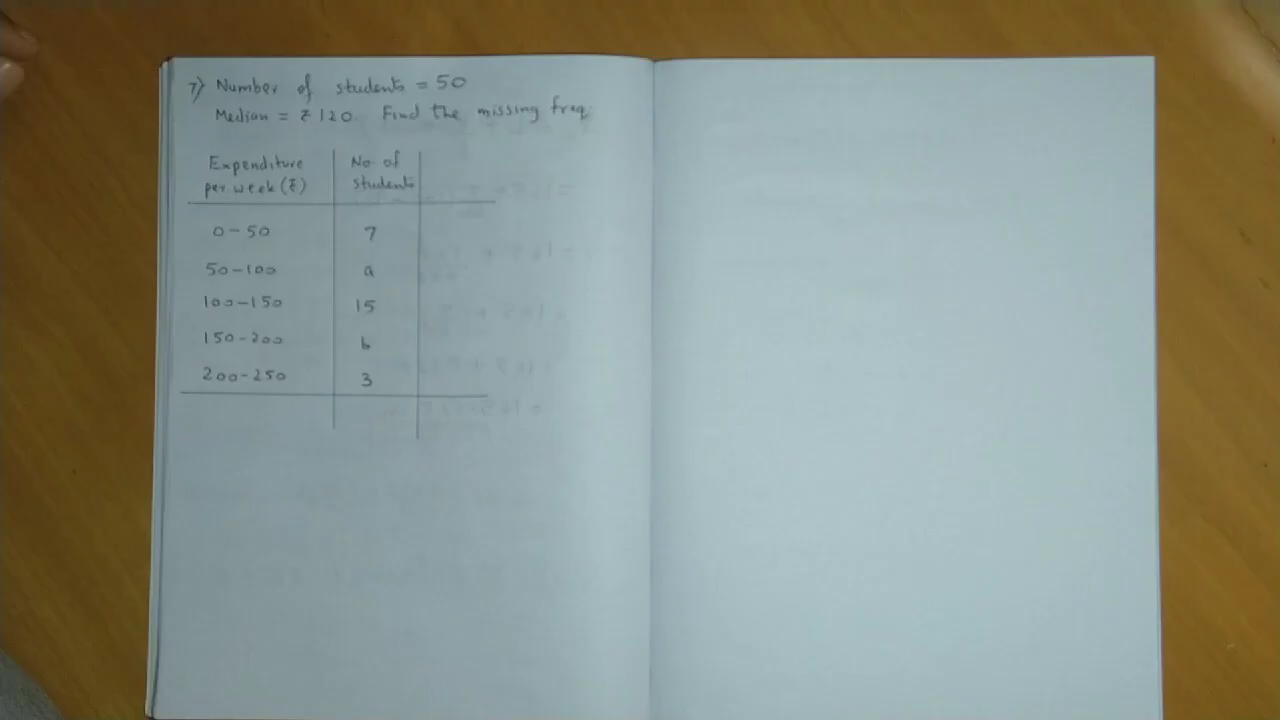 7) Number of students = 50
Median = ₹ 120. Find the missing freq.
Expenditure per week (₹) No. of students
0-50 7
50-100 a
100-150 15
150-200 b
200-250 3